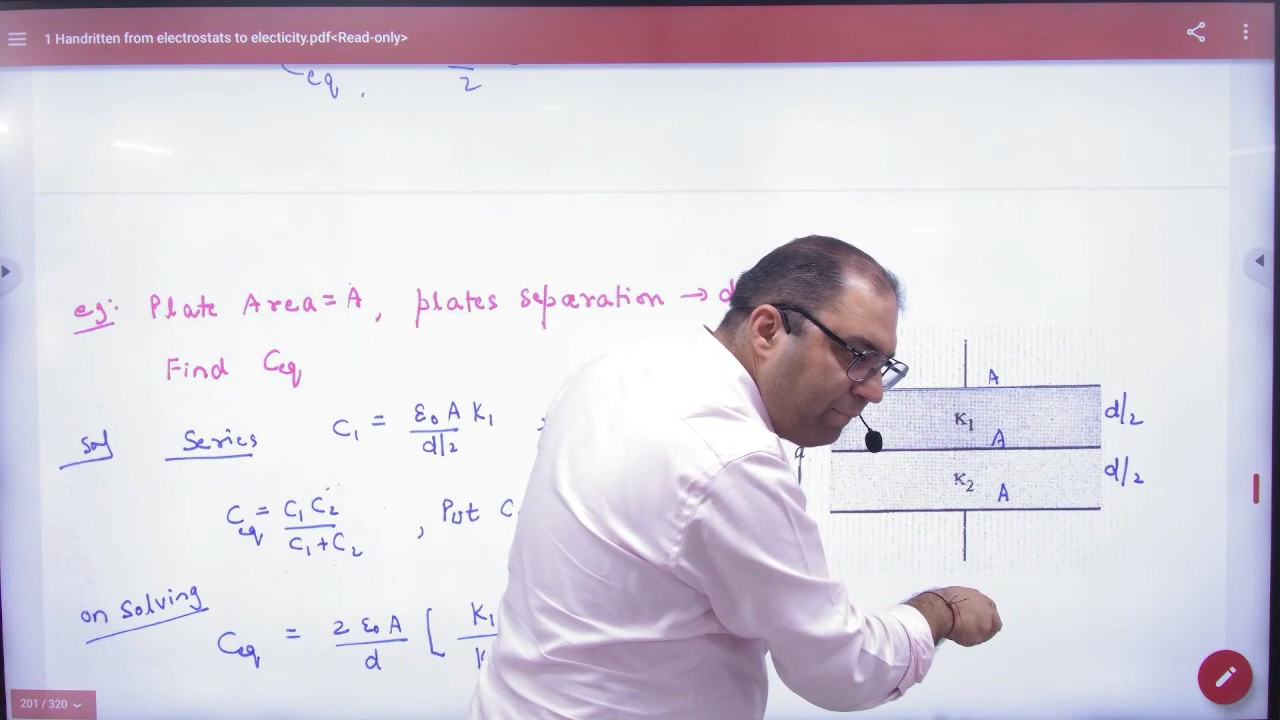 1 Handritten from electrostats to electicity.pdf<Read-only>
Ceq . 2
eg: Plate Area = A, plates separation → d
Find Ceq
Sol Series C₁ = ε₀ A K₁ / d/2 ,
Ceq = C₁ C₂ / C₁ + C₂ , Put C
on Solving
Ceq = 2 ε₀ A / d [ K₁
A
K₁ d/2
A
K₂ A d/2
d
201 / 320